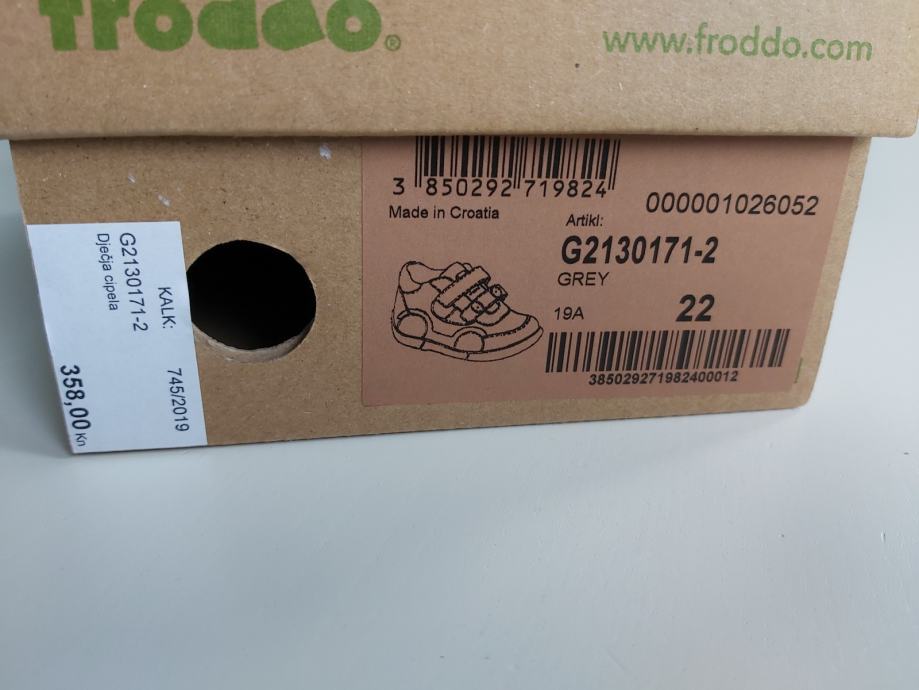 froddo®
www.froddo.com
3 850292 719824
Made in Croatia
000001026052
Artikl:
G2130171-2
GREY
19A
22
385029271982400012
KALK: 745/2019
G2130171-2
Dječja cipela
358,00 Kn